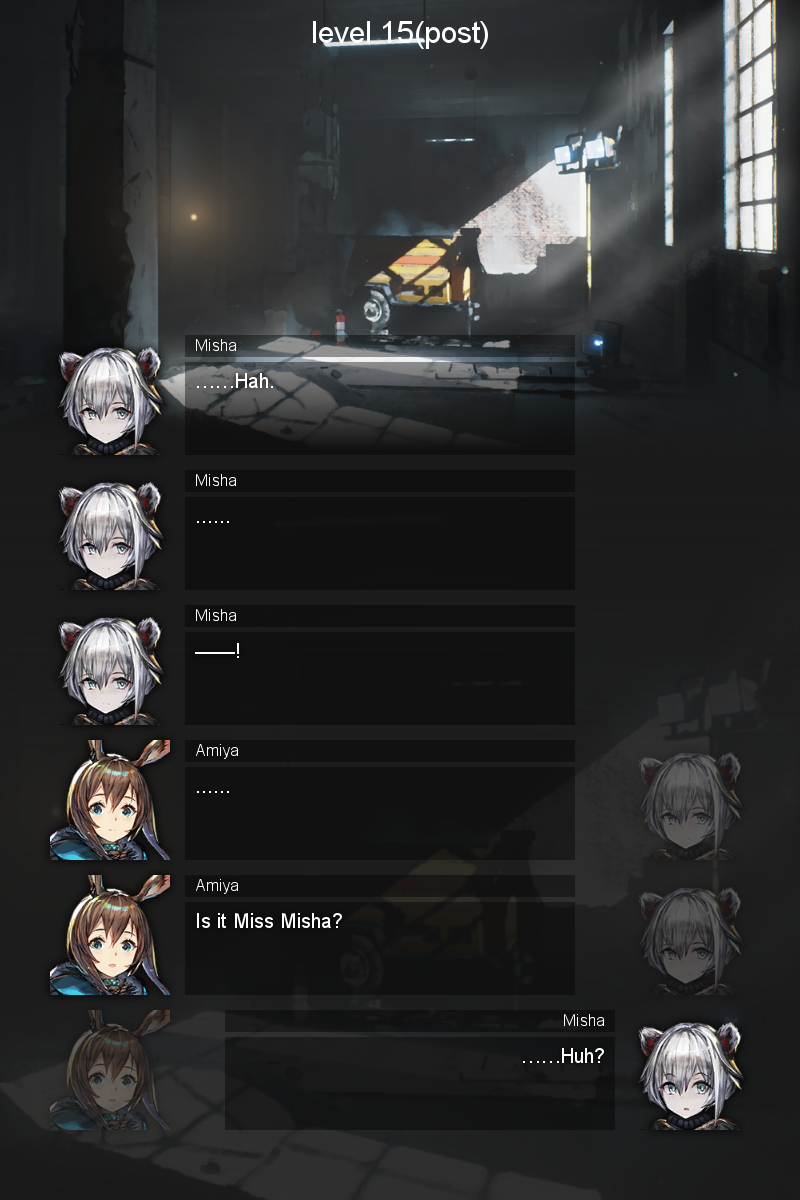 level 15(post)
Misha
……Hah.
Misha
……
Misha
——!
Amiya
……
Amiya
Is it Miss Misha?
Misha
……Huh?